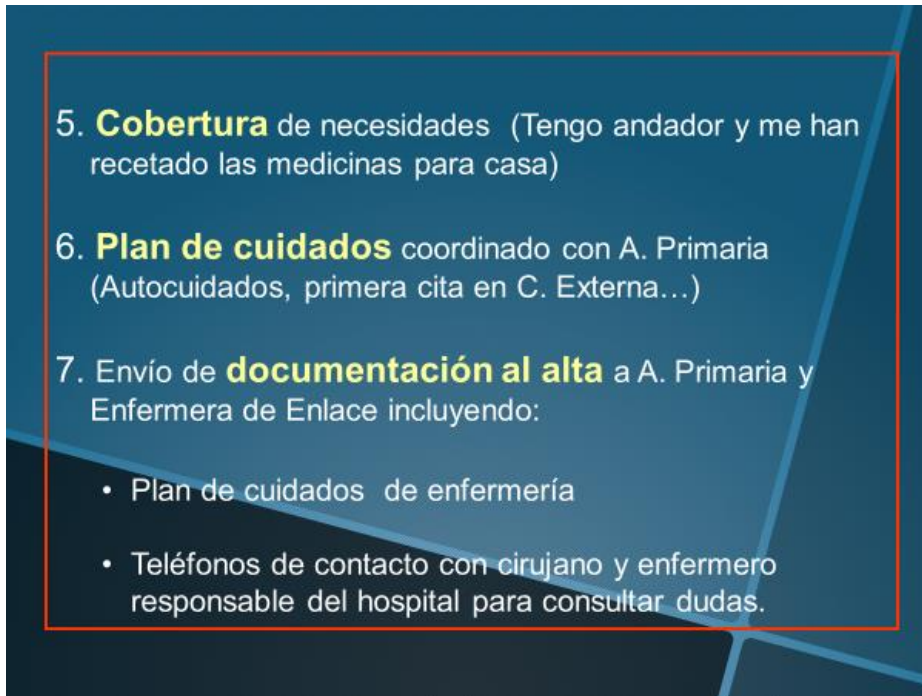 5. Cobertura de necesidades (Tengo andador y me han
recetado las medicinas para casa)
6. Plan de cuidados coordinado con A. Primaria
(Autocuidados, primera cita en C. Externa…)
7. Envío de documentación al alta a A. Primaria y
Enfermera de Enlace incluyendo:
• Plan de cuidados de enfermería
• Teléfonos de contacto con cirujano y enfermero
responsable del hospital para consultar dudas.